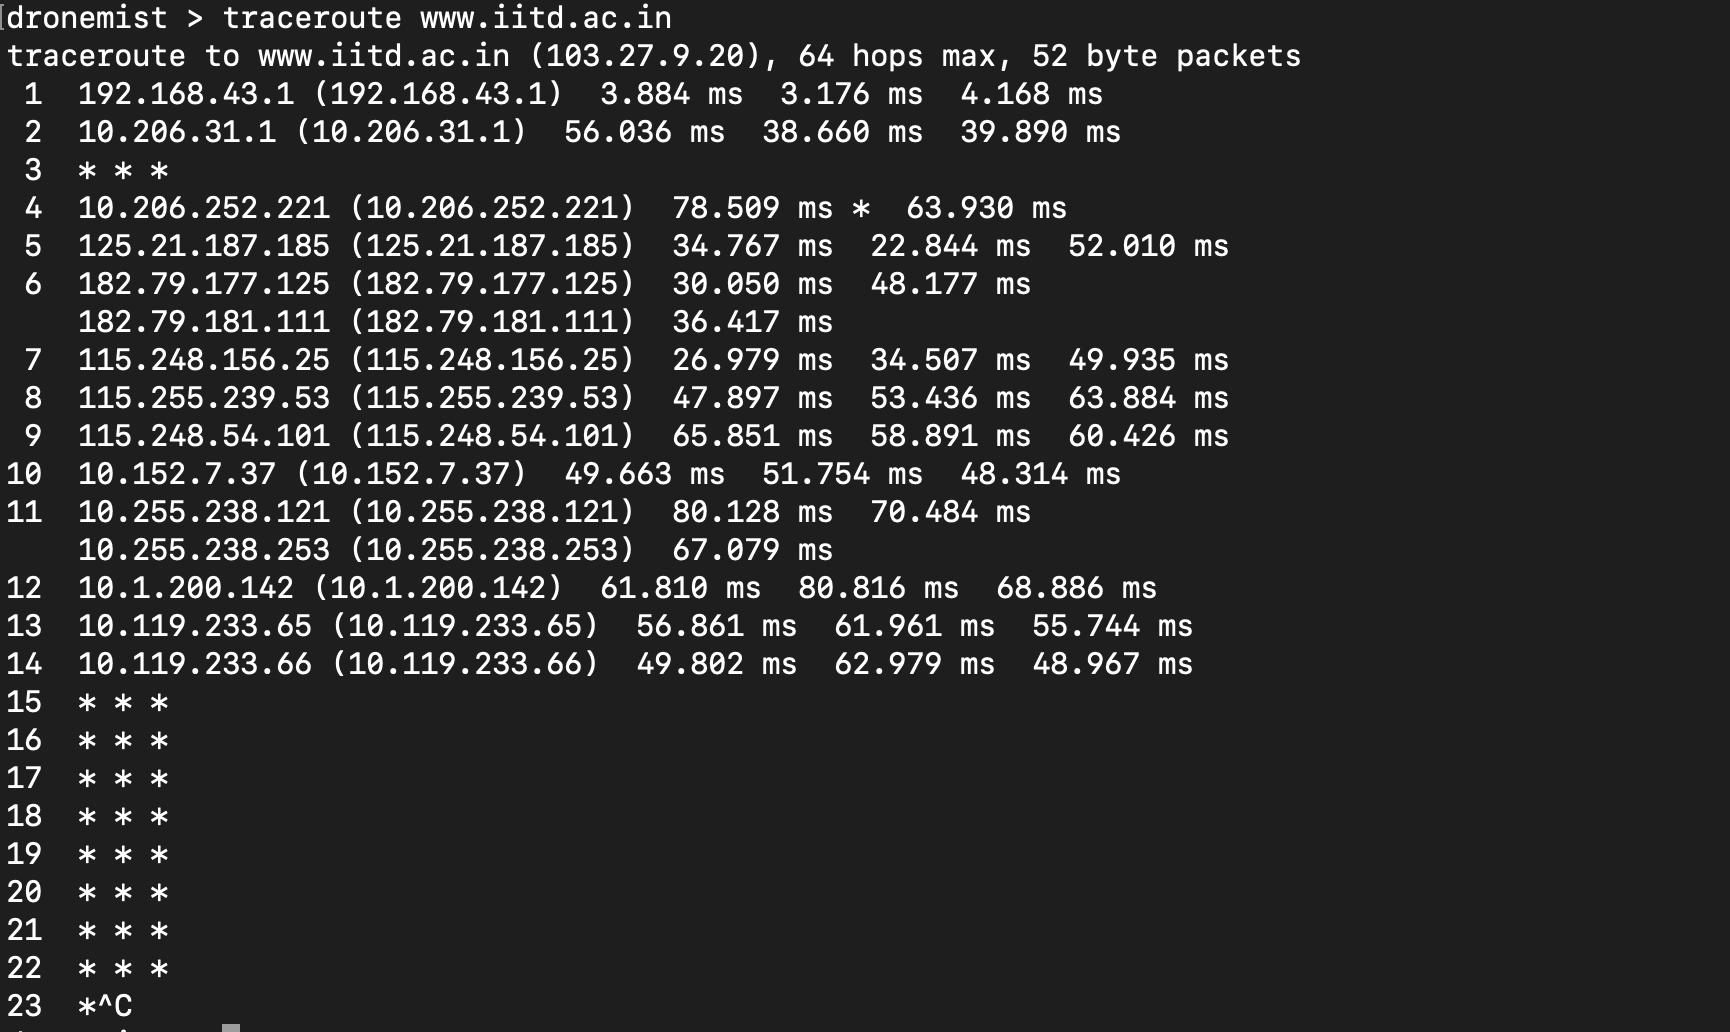 dronemist > traceroute www.iitd.ac.in
traceroute to www.iitd.ac.in (103.27.9.20), 64 hops max, 52 byte packets
 1  192.168.43.1 (192.168.43.1)  3.884 ms  3.176 ms  4.168 ms
 2  10.206.31.1 (10.206.31.1)  56.036 ms  38.660 ms  39.890 ms
 3  * * *
 4  10.206.252.221 (10.206.252.221)  78.509 ms *  63.930 ms
 5  125.21.187.185 (125.21.187.185)  34.767 ms  22.844 ms  52.010 ms
 6  182.79.177.125 (182.79.177.125)  30.050 ms  48.177 ms
    182.79.181.111 (182.79.181.111)  36.417 ms
 7  115.248.156.25 (115.248.156.25)  26.979 ms  34.507 ms  49.935 ms
 8  115.255.239.53 (115.255.239.53)  47.897 ms  53.436 ms  63.884 ms
 9  115.248.54.101 (115.248.54.101)  65.851 ms  58.891 ms  60.426 ms
10  10.152.7.37 (10.152.7.37)  49.663 ms  51.754 ms  48.314 ms
11  10.255.238.121 (10.255.238.121)  80.128 ms  70.484 ms
    10.255.238.253 (10.255.238.253)  67.079 ms
12  10.1.200.142 (10.1.200.142)  61.810 ms  80.816 ms  68.886 ms
13  10.119.233.65 (10.119.233.65)  56.861 ms  61.961 ms  55.744 ms
14  10.119.233.66 (10.119.233.66)  49.802 ms  62.979 ms  48.967 ms
15  * * *
16  * * *
17  * * *
18  * * *
19  * * *
20  * * *
21  * * *
22  * * *
23  *^C